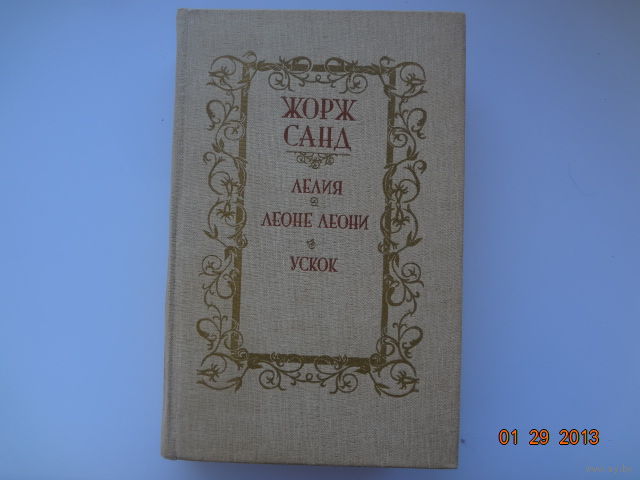 ЖОРЖ
САНД
ЛЕЛИЯ
ЛЕОНЕ ЛЕОНИ
УСКОК
01 29 2013